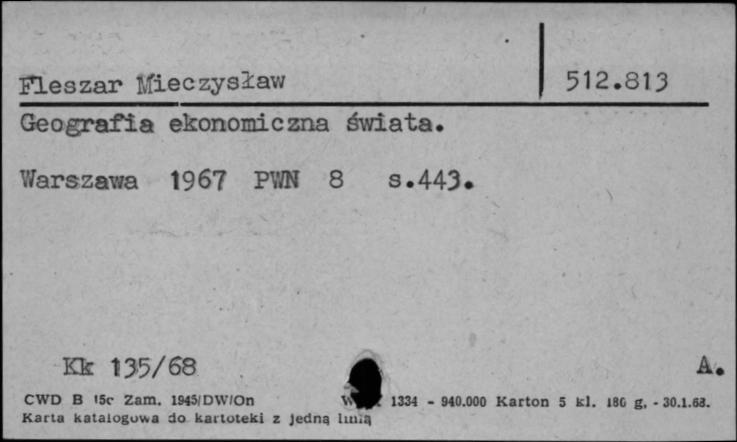 Fleszar Mieczysław 512.813
Geografia ekonomiczna świata.
Warszawa 1967 PWN 8 s.443.
Kk 135/68 A.
CWD B 15c Zam. 1945/DW/On 1334 - 940.000 Karton 5 kl. 180 g. - 30.1.68.
Karta katalogowa do kartoteki z jedną linią